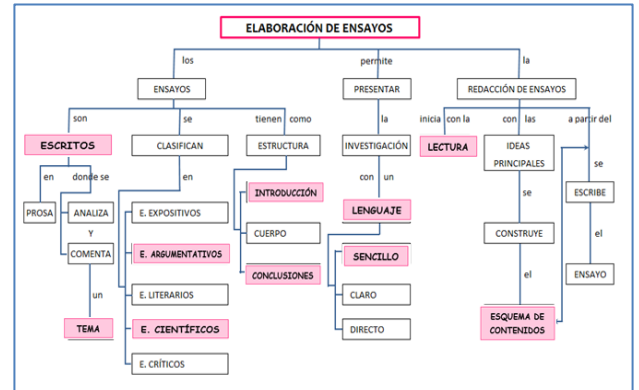 ELABORACIÓN DE ENSAYOS
los
permite
la
ENSAYOS
PRESENTAR
REDACCIÓN DE ENSAYOS
son
se
tienen como
la
inicia con la
con las
a partir del
ESCRITOS
CLASIFICAN
ESTRUCTURA
INVESTIGACIÓN
LECTURA
IDEAS
PRINCIPALES
en
donde se
en
con un
se
se
PROSA
ANALIZA
Y
COMENTA
un
TEMA
E. EXPOSITIVOS
E. ARGUMENTATIVOS
E. LITERARIOS
E. CIENTÍFICOS
E. CRÍTICOS
INTRODUCCIÓN
CUERPO
CONCLUSIONES
LENGUAJE
SENCILLO
CLARO
DIRECTO
CONSTRUYE
el
ESQUEMA DE
CONTENIDOS
ESCRIBE
el
ENSAYO